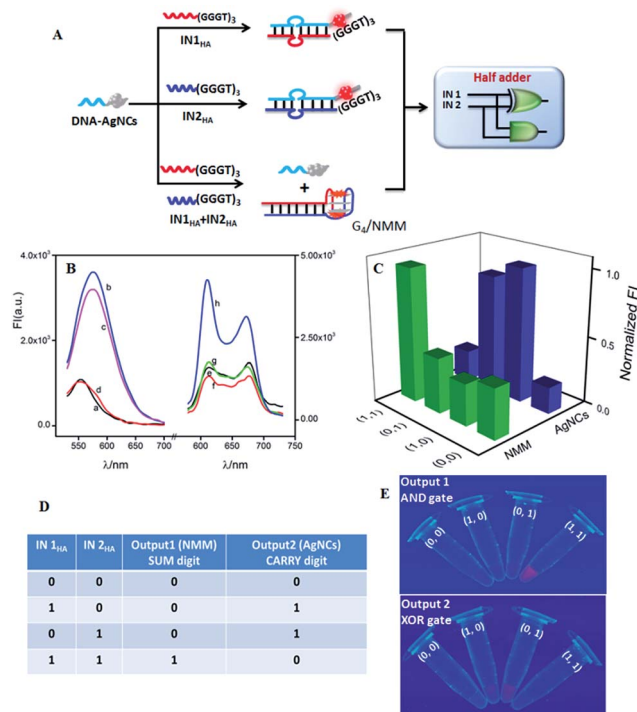 A
(GGGT)3
IN1HA
(GGGT)3
Half adder
IN 1
IN 2
DNA-AgNCs
(GGGT)3
IN2HA
(GGGT)3
(GGGT)3
(GGGT)3
IN1HA+IN2HA
+
G4/NMM
B
4.0x10³
2.0x10³
0.0
FI(a.u.)
5.00x10³
2.50x10³
0.00
b
c
d
a
h
g
e
f
550 600 650 700
600 650 700 750
λ/nm
λ/nm
C
1.0
0.5
0.0
Normalized FI
(1,1)
(0,1)
(1,0)
(0,0)
NMM
AgNCs
D
IN 1HA IN 2HA Output1 (NMM) SUM digit Output2 (AgNCs) CARRY digit
0 0 0 0
1 0 0 1
0 1 0 1
1 1 1 0
E
Output 1
AND gate
(0, 0)
(1, 0)
(0, 1)
(1, 1)
Output 2
XOR gate
(0, 0)
(1, 0)
(0, 1)
(1, 1)